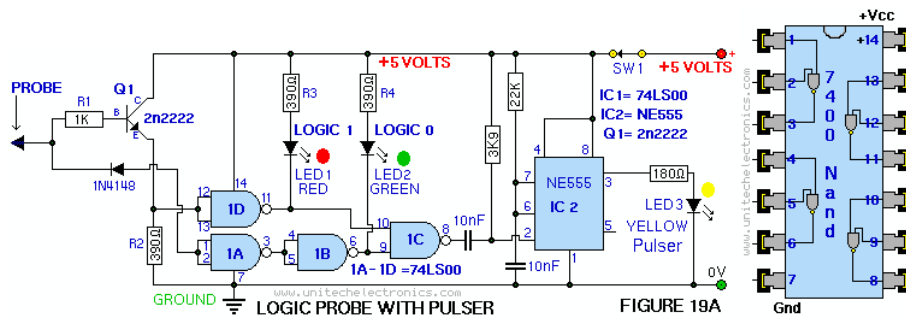 PROBE
R1
1K
Q1
B
C
E
2n2222
1N4148
R2
390Ω
GROUND
12
13
14
11
1D
1
2
3
1A
7
4
5
6
1B
390Ω
R3
LOGIC 1
LED1
RED
+5 VOLTS
390Ω
R4
LOGIC 0
LED2
GREEN
10
9
8
1C
10nF
1A-1D =74LS00
3K9
22K
SW1
+
+5 VOLTS
IC1= 74LS00
IC2= NE555
Q1= 2n2222
4
8
7
6
2
3
5
1
NE555
IC 2
10nF
180Ω
LED3
YELLOW
Pulser
0V
www.unitechelectronics.com
LOGIC PROBE WITH PULSER
FIGURE 19A
+Vcc
1
2
3
4
5
6
7
+14
13
12
11
10
9
8
7400 Nand
Gnd
www.unitechelectronics.com